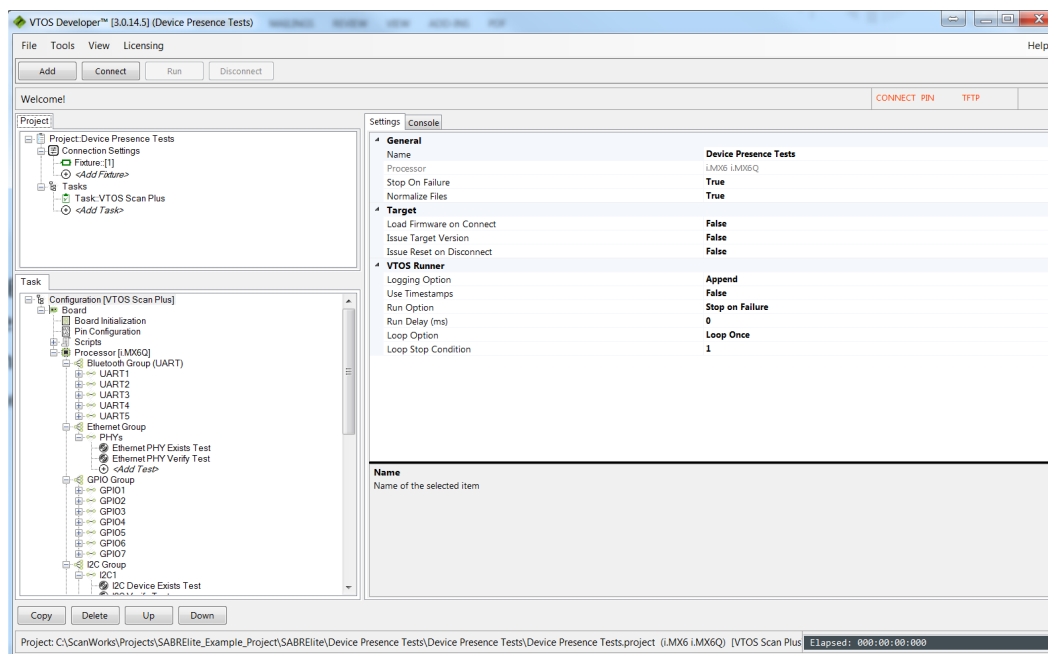 VTOS Developer™ [3.0.14.5] (Device Presence Tests)
File Tools View Licensing Help
Add Connect Run Disconnect
Welcome! CONNECT PIN TFTP
Project
Project::Device Presence Tests
Connection Settings
Fixture::[1]
<Add Fixture>
Tasks
Task::VTOS Scan Plus
<Add Task>
Task
Configuration [VTOS Scan Plus]
Board
Board Initialization
Pin Configuration
Scripts
Processor [i.MX6Q]
Bluetooth Group (UART)
UART1
UART2
UART3
UART4
UART5
Ethernet Group
PHYs
Ethernet PHY Exists Test
Ethernet PHY Verify Test
<Add Test>
GPIO Group
GPIO1
GPIO2
GPIO3
GPIO4
GPIO5
GPIO6
GPIO7
I2C Group
I2C1
I2C Device Exists Test
Settings Console
General
Name Device Presence Tests
Processor i.MX6 i.MX6Q
Stop On Failure True
Normalize Files True
Target
Load Firmware on Connect False
Issue Target Version False
Issue Reset on Disconnect False
VTOS Runner
Logging Option Append
Use Timestamps False
Run Option Stop on Failure
Run Delay (ms) 0
Loop Option Loop Once
Loop Stop Condition 1
Name
Name of the selected item
Copy Delete Up Down
Project: C:\ScanWorks\Projects\SABRElite_Example_Project\SABRElite\Device Presence Tests\Device Presence Tests\Device Presence Tests.project (i.MX6 i.MX6Q) [VTOS Scan Plus Elapsed: 000:00:00:000